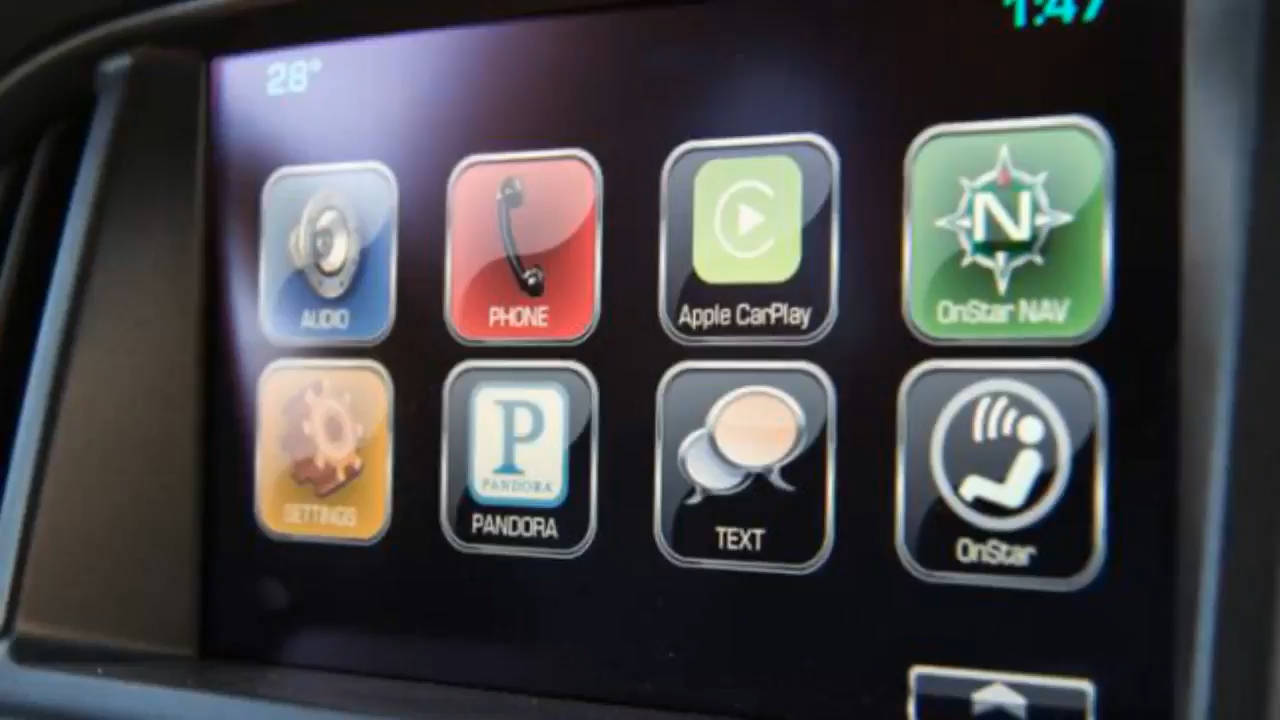 28°
1:47
AUDIO
PHONE
Apple CarPlay
N
OnStar NAV
SETTINGS
P
PANDORA
PANDORA
TEXT
OnStar